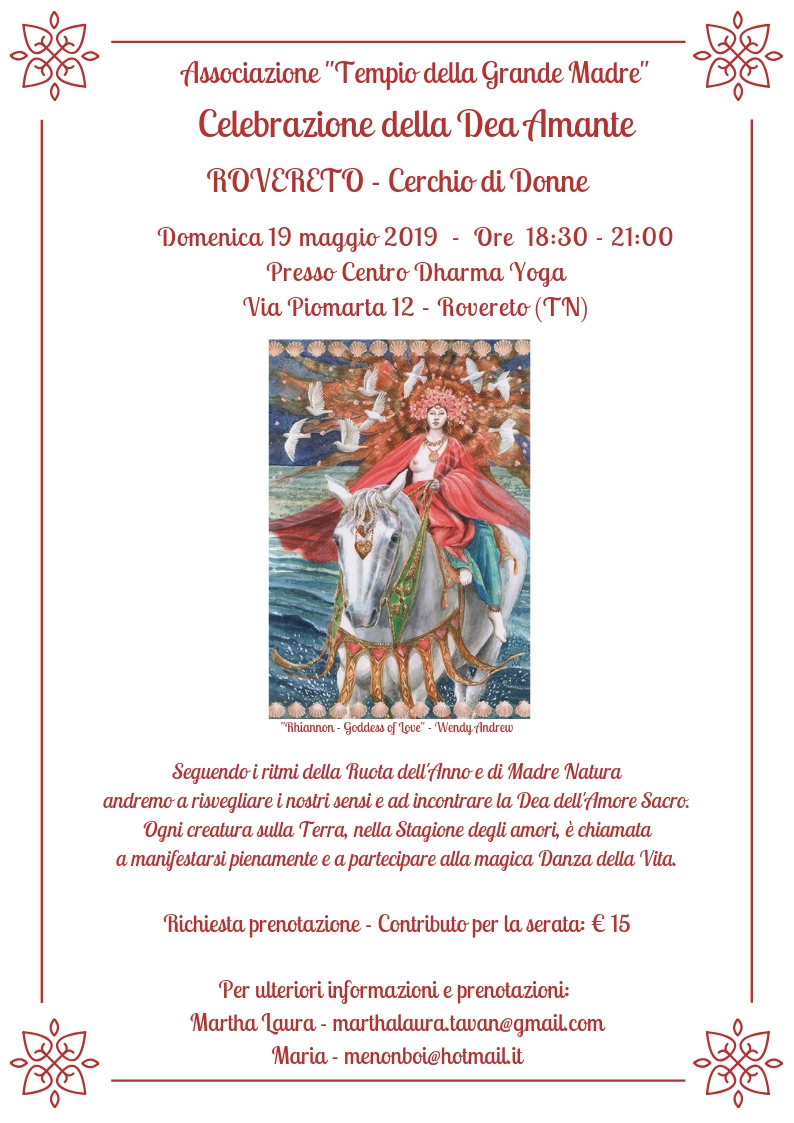 Associazione "Tempio della Grande Madre"
Celebrazione della Dea Amante
ROVERETO - Cerchio di Donne
Domenica 19 maggio 2019 - Ore 18:30 - 21:00
Presso Centro Dharma Yoga
Via Piomarta 12 - Rovereto (TN)
"Rhiannon - Goddess of Love" - Wendy Andrew
Seguendo i ritmi della Ruota dell'Anno e di Madre Natura
andremo a risvegliare i nostri sensi e ad incontrare la Dea dell'Amore Sacro.
Ogni creatura sulla Terra, nella Stagione degli amori, è chiamata
a manifestarsi pienamente e a partecipare alla magica Danza della Vita.
Richiesta prenotazione - Contributo per la serata: € 15
Per ulteriori informazioni e prenotazioni:
Martha Laura - marthalaura.tavan@gmail.com
Maria - menonboi@hotmail.it